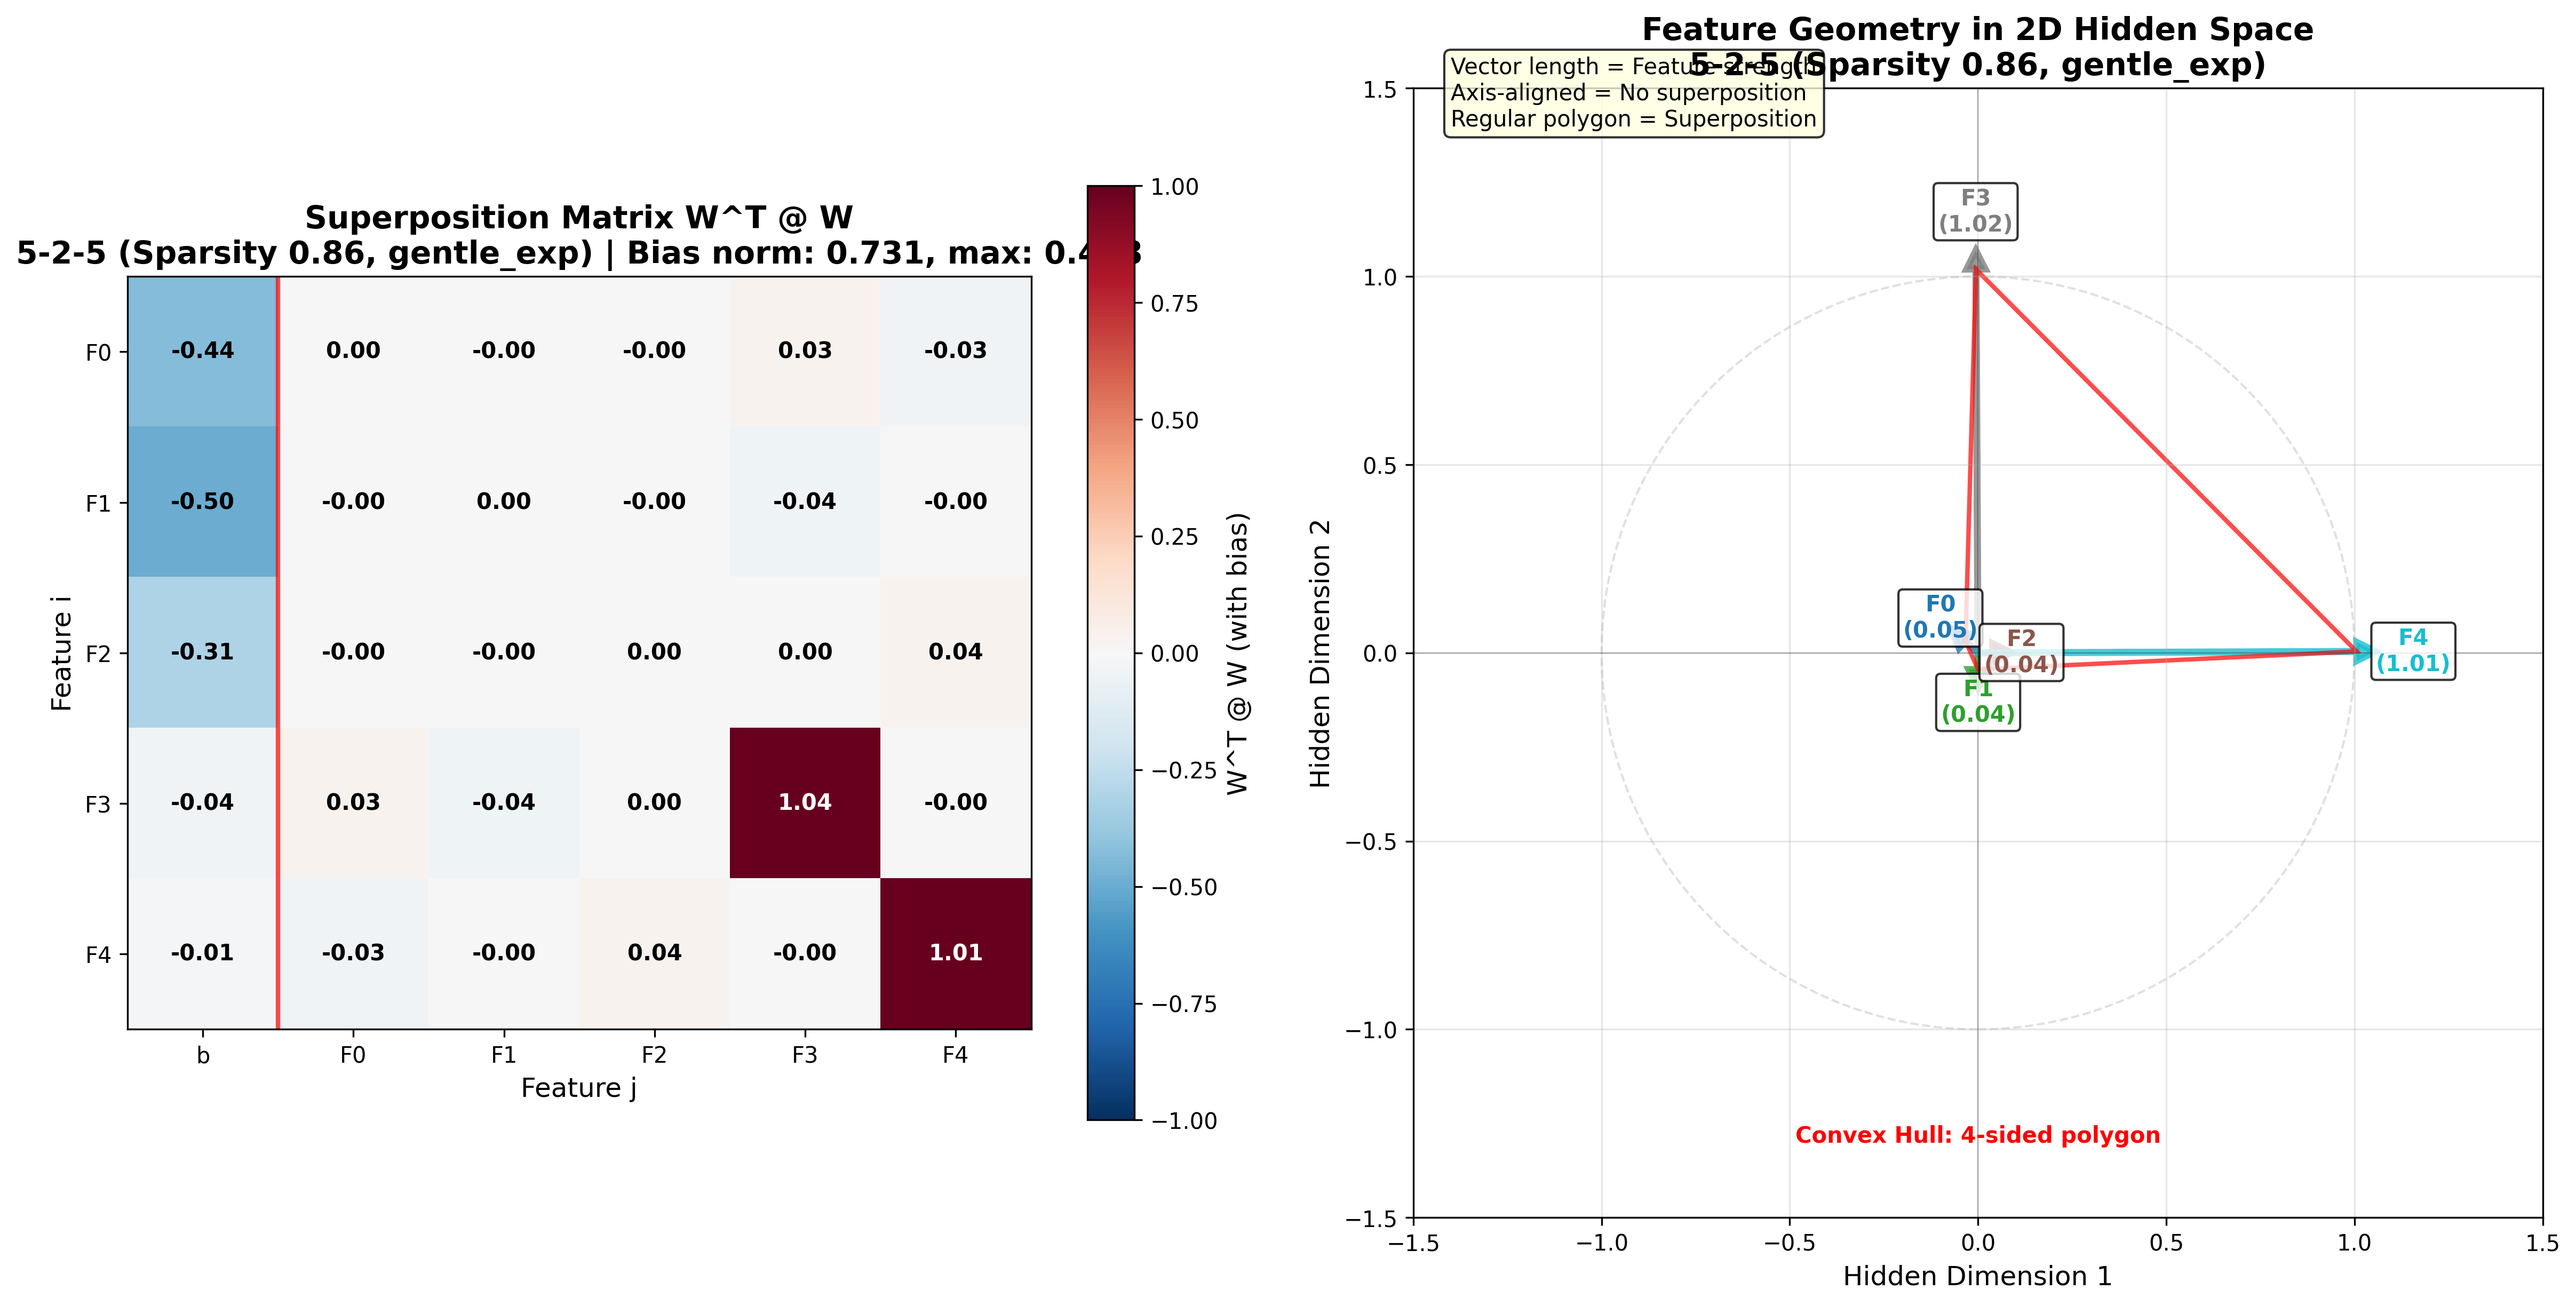 Superposition Matrix W^T @ W
5-2-5 (Sparsity 0.86, gentle_exp) | Bias norm: 0.731, max:
1.00
0.75
0.50
0.25
0.00
−0.25
−0.50
−0.75
−1.00
W^T @ W (with bias)
Feature i
F0
-0.44 0.00 -0.00 -0.00 0.03 -0.03
F1
-0.50 -0.00 0.00 -0.00 -0.04 -0.00
F2
-0.31 -0.00 -0.00 0.00 0.00 0.04
F3
-0.04 0.03 -0.04 0.00 1.04 -0.00
F4
-0.01 -0.03 -0.00 0.04 -0.00 1.01
b F0 F1 F2 F3 F4
Feature j
Feature Geometry in 2D Hidden Space
5-2-5 (Sparsity 0.86, gentle_exp)
Vector length = Feature strength
Axis-aligned = No superposition
Regular polygon = Superposition
Hidden Dimension 2
1.5
1.0
0.5
0.0
−0.5
−1.0
−1.5
F3
(1.02)
F0
(0.05)
F2
(0.04)
F1
(0.04)
F4
(1.01)
Convex Hull: 4-sided polygon
−1.5 −1.0 −0.5 0.0 0.5 1.0 1.5
Hidden Dimension 1